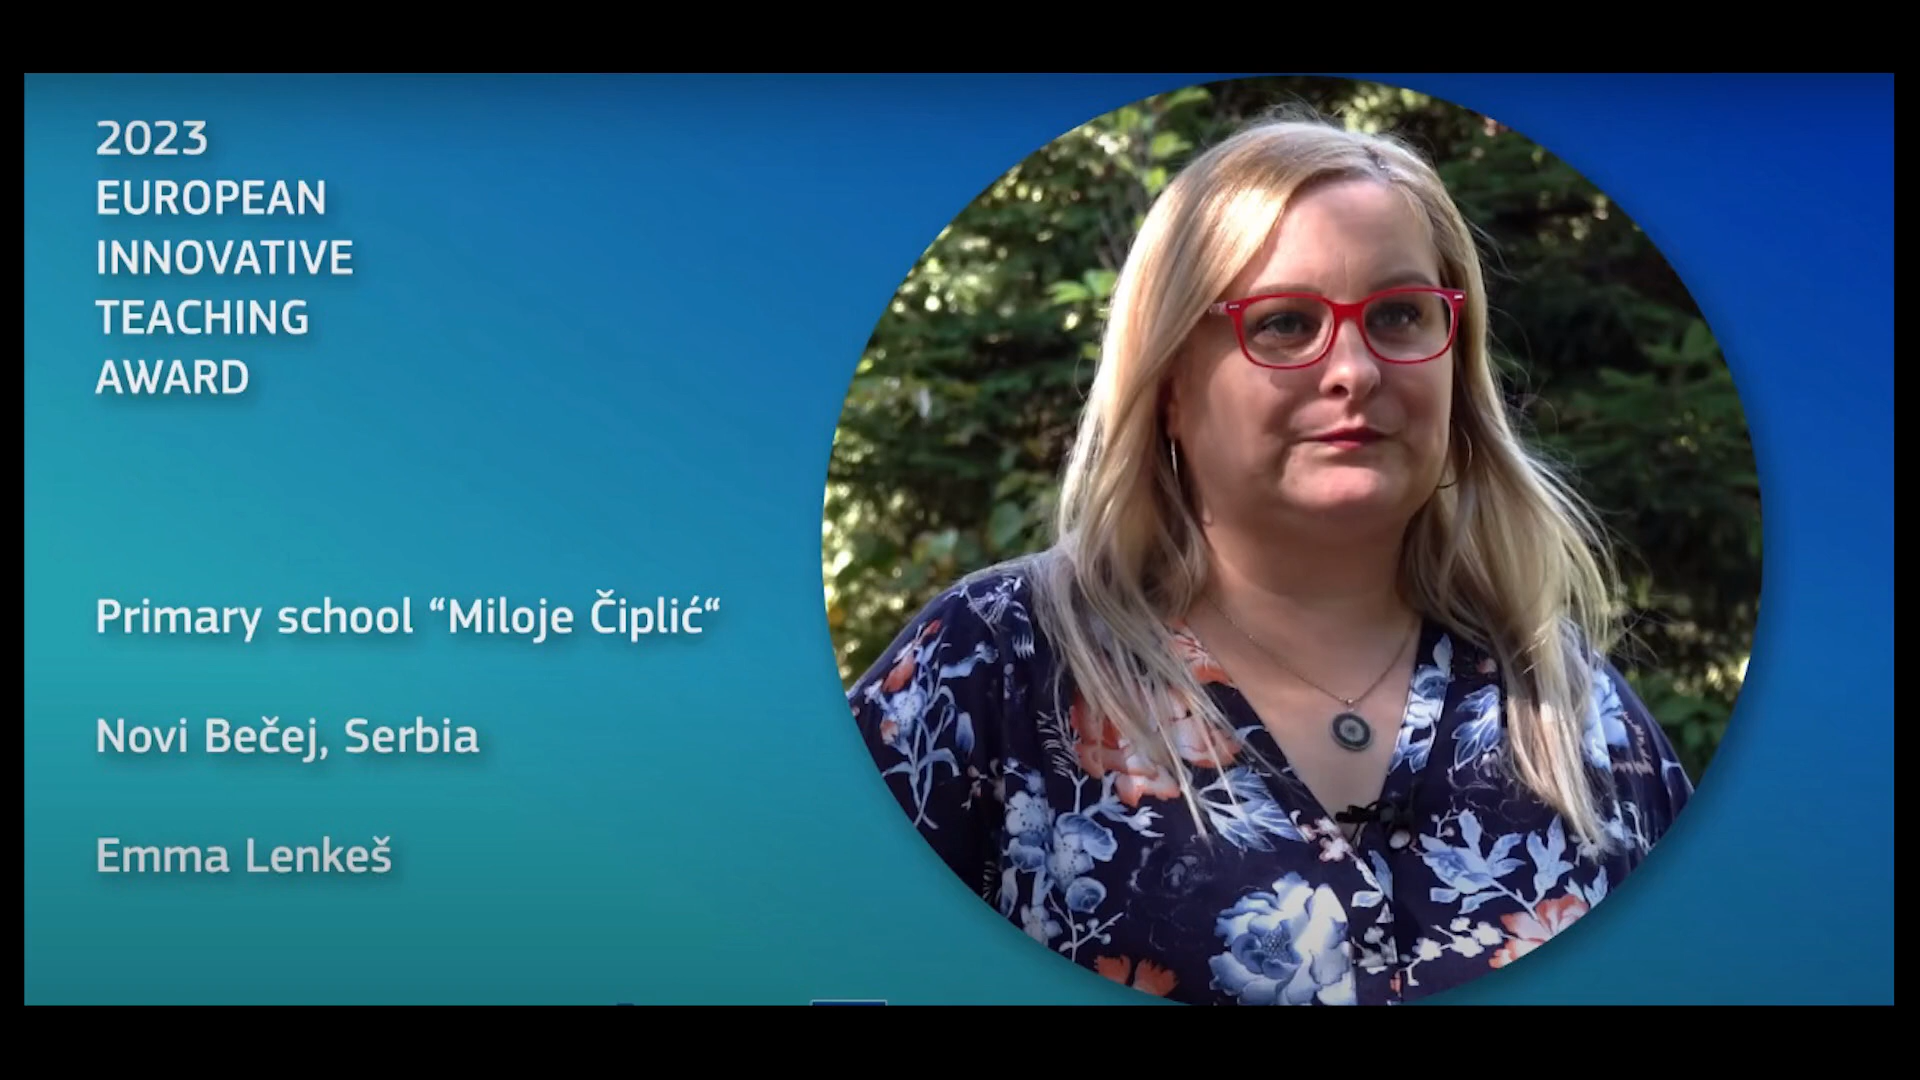 2023
EUROPEAN
INNOVATIVE
TEACHING
AWARD
Primary school “Miloje Čiplić“
Novi Bečej, Serbia
Emma Lenkeš